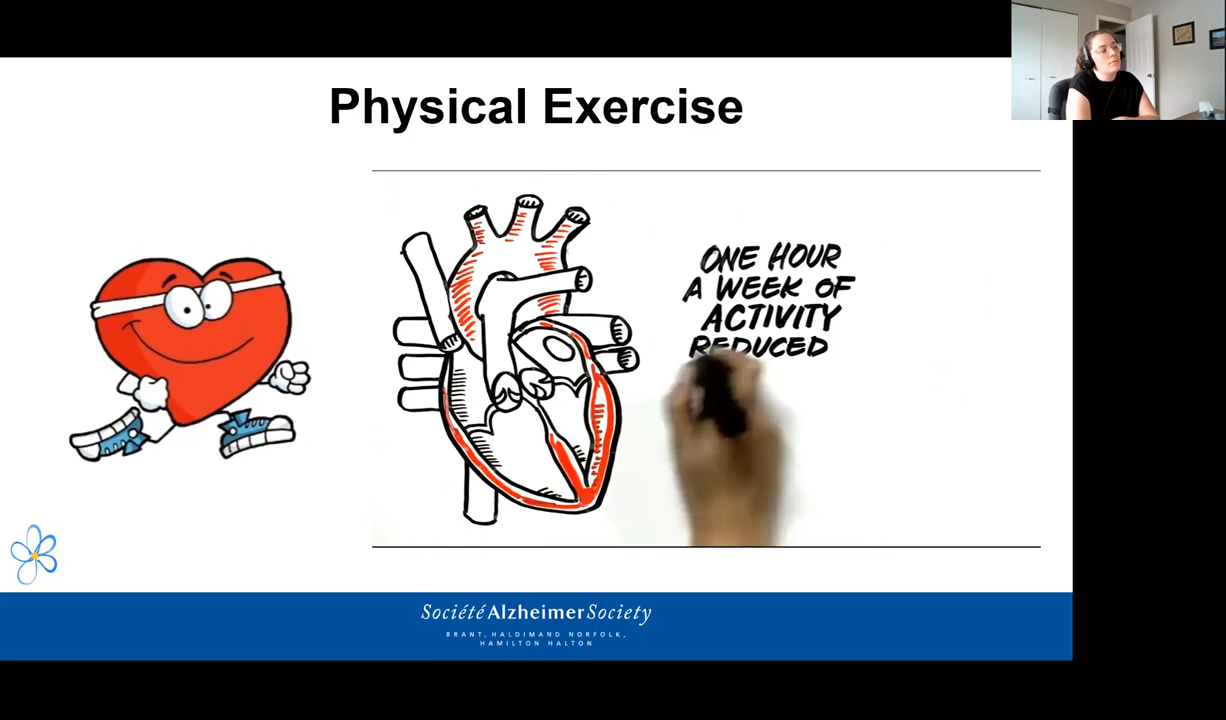 Physical Exercise
ONE HOUR
A WEEK OF
ACTIVITY
REDUCED
Société Alzheimer Society
BRANT, HALDIMAND NORFOLK,
HAMILTON HALTON